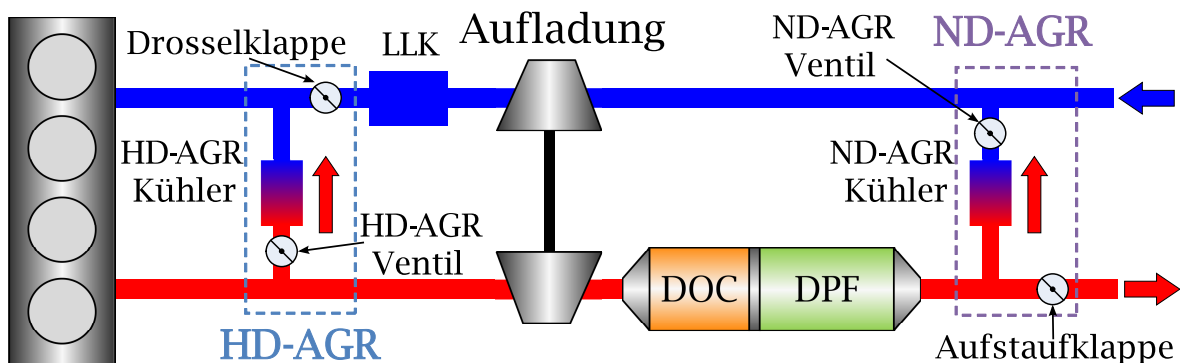 Drosselklappe
LLK
Aufladung
ND-AGR
Ventil
ND-AGR
HD-AGR
Kühler
HD-AGR
Ventil
ND-AGR
Kühler
DOC
DPF
HD-AGR
Aufstaufklappe